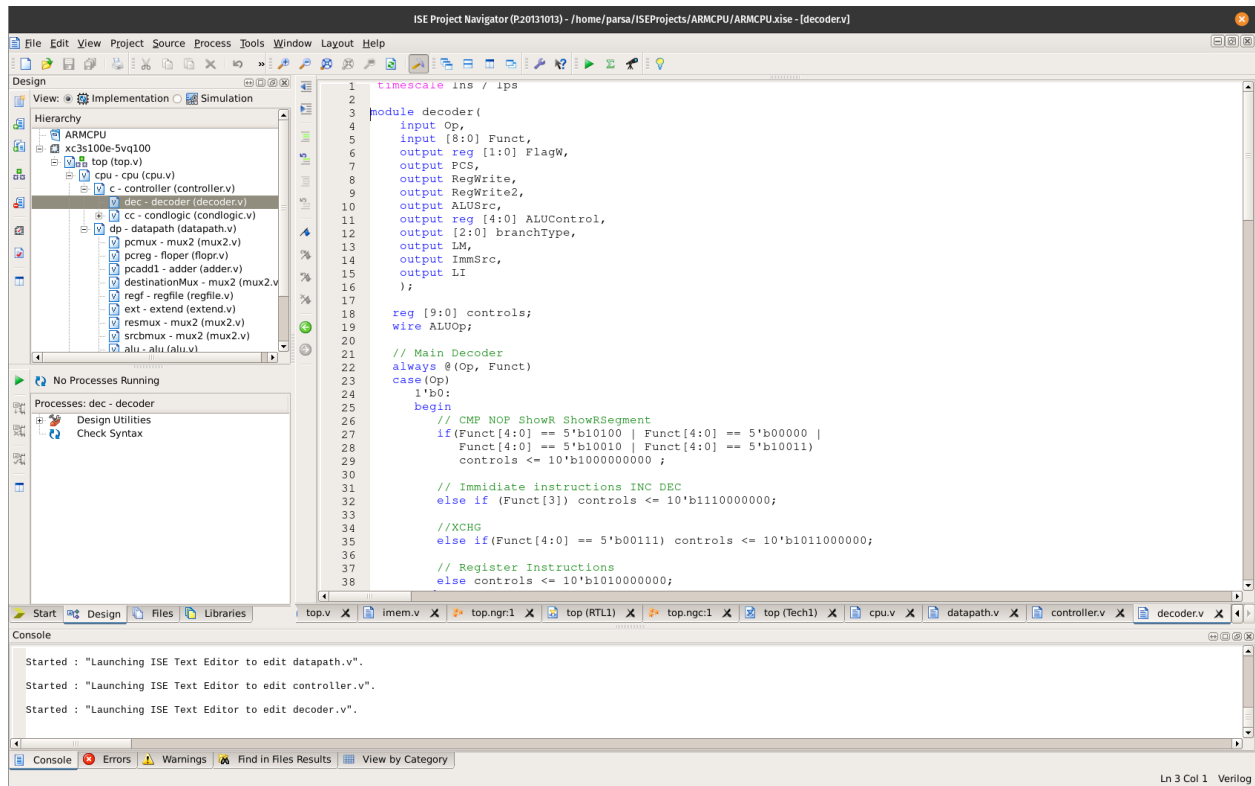 ISE Project Navigator (P.20131013) - /home/parsa/ISEProjects/ARMCPU/ARMCPU.xise - [decoder.v]
File Edit View Project Source Process Tools Window Layout Help
Design
View: Implementation Simulation
Hierarchy
ARMCPU
xc3s100e-5vq100
top (top.v)
cpu - cpu (cpu.v)
c - controller (controller.v)
dec - decoder (decoder.v)
cc - condlogic (condlogic.v)
dp - datapath (datapath.v)
pcmux - mux2 (mux2.v)
pcreg - floper (flopr.v)
pcadd1 - adder (adder.v)
destinationMux - mux2 (mux2.v
regf - regfile (regfile.v)
ext - extend (extend.v)
resmux - mux2 (mux2.v)
srcbmux - mux2 (mux2.v)
alu - alu (alu.v)
No Processes Running
Processes: dec - decoder
Design Utilities
Check Syntax
Start Design Files Libraries
1 `timescale 1ns / 1ps
2
3 module decoder(
4 input Op,
5 input [8:0] Funct,
6 output reg [1:0] FlagW,
7 output PCS,
8 output RegWrite,
9 output RegWrite2,
10 output ALUSrc,
11 output reg [4:0] ALUControl,
12 output [2:0] branchType,
13 output LM,
14 output ImmSrc,
15 output LI
16 );
17
18 reg [9:0] controls;
19 wire ALUOp;
20
21 // Main Decoder
22 always @(Op, Funct)
23 case(Op)
24 1'b0:
25 begin
26 // CMP NOP ShowR ShowRSegment
27 if(Funct[4:0] == 5'b10100 | Funct[4:0] == 5'b00000 |
28 Funct[4:0] == 5'b10010 | Funct[4:0] == 5'b10011)
29 controls <= 10'b1000000000 ;
30
31 // Immidiate instructions INC DEC
32 else if (Funct[3]) controls <= 10'b1110000000;
33
34 //XCHG
35 else if(Funct[4:0] == 5'b00111) controls <= 10'b1011000000;
36
37 // Register Instructions
38 else controls <= 10'b1010000000;
top.v imem.v top.ngr:1 top (RTL1) top.ngc:1 top (Tech1) cpu.v datapath.v controller.v decoder.v
Console
Started : "Launching ISE Text Editor to edit datapath.v".
Started : "Launching ISE Text Editor to edit controller.v".
Started : "Launching ISE Text Editor to edit decoder.v".
Console Errors Warnings Find in Files Results View by Category
Ln 3 Col 1 Verilog